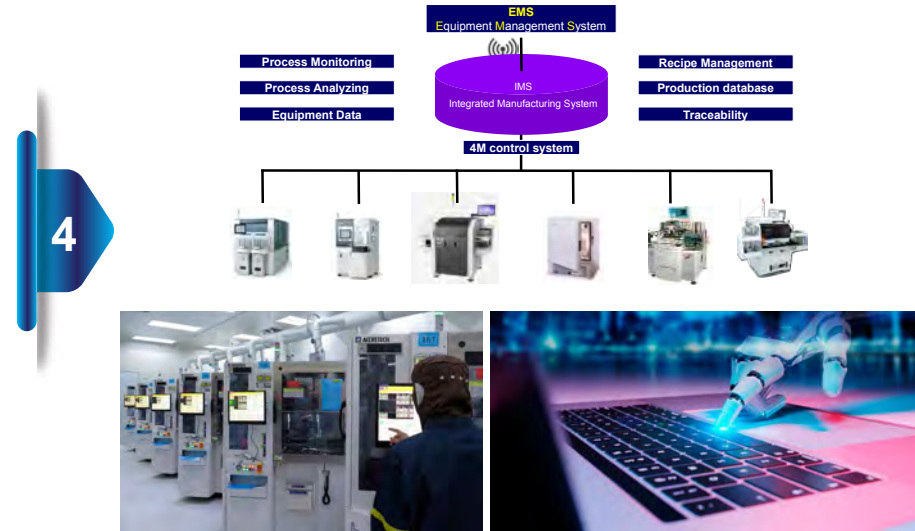 EMS
Equipment Management System
Process Monitoring
Process Analyzing
Equipment Data
IMS
Integrated Manufacturing System
Recipe Management
Production database
Traceability
4M control system
4
ACCRETECH